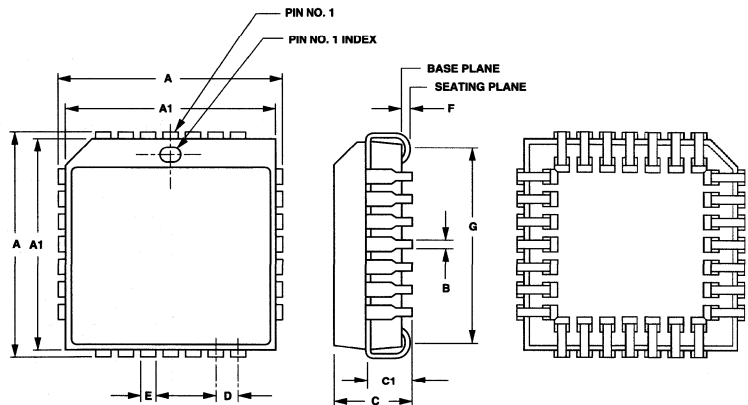 PIN NO. 1
PIN NO. 1 INDEX
BASE PLANE
SEATING PLANE
A
A1
F
A
A1
G
B
E
D
C1
C